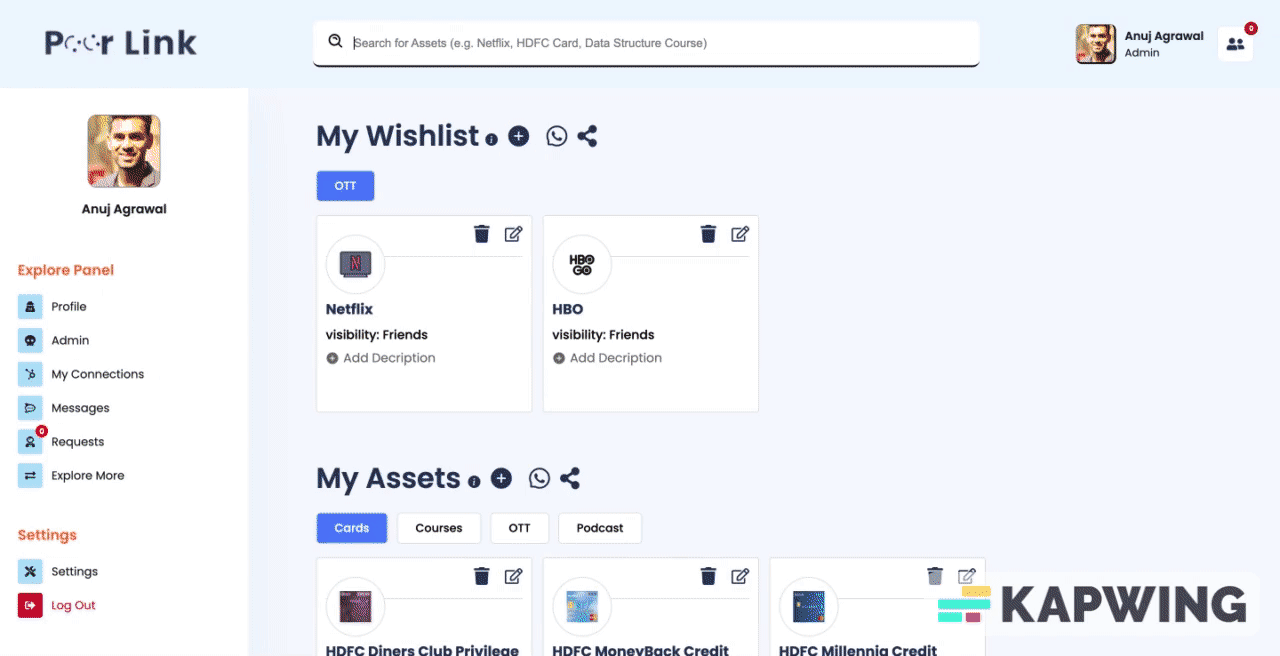 Peer Link
Search for Assets (e.g. Netflix, HDFC Card, Data Structure Course)
Anuj Agrawal
Admin
0
Anuj Agrawal
Explore Panel
Profile
Admin
My Connections
Messages
0
Requests
Explore More
Settings
Settings
Log Out
My Wishlist
OTT
N
Netflix
visibility: Friends
Add Decription
HBO
GO
HBO
visibility: Friends
Add Decription
My Assets
Cards
Courses
OTT
Podcast
HDFC Diners Club Privilege
HDFC MoneyBack Credit
HDFC Millennia Credit
KAPWING